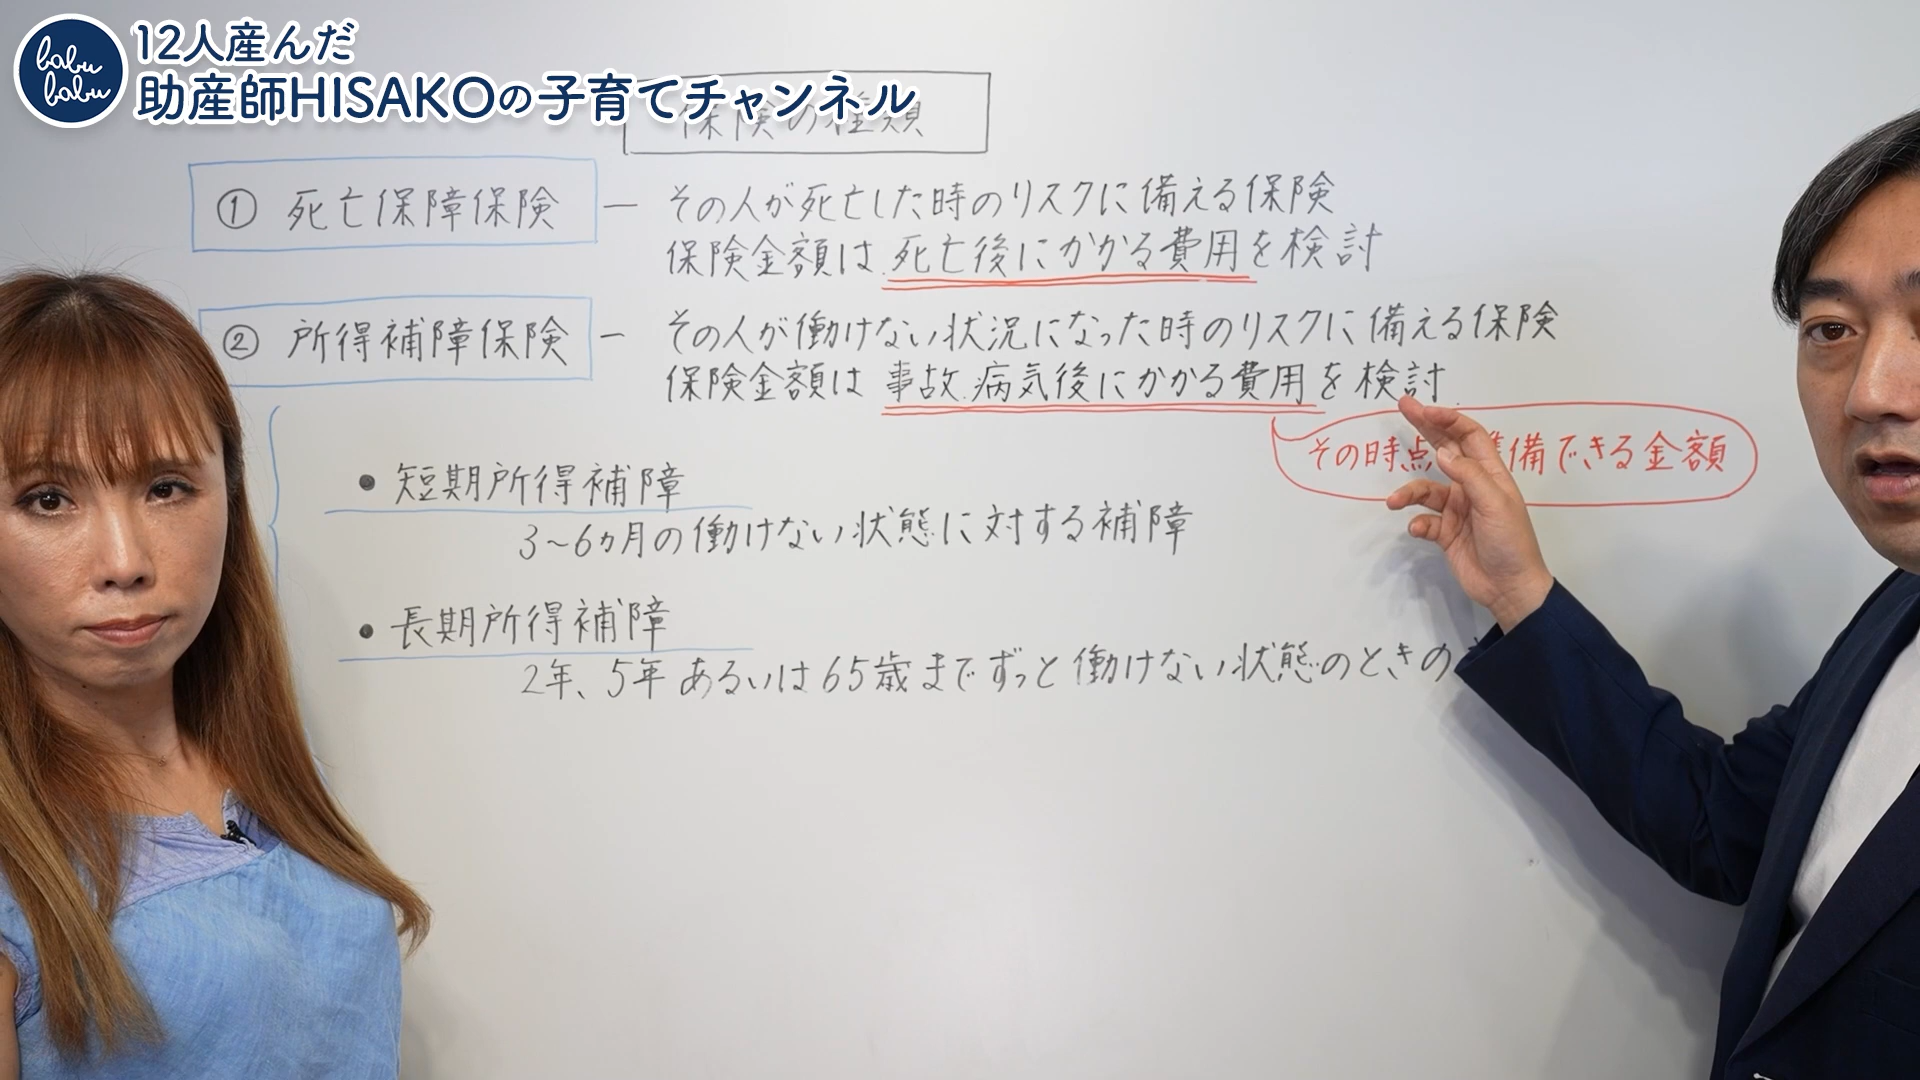 babu
babu
12人産んだ
助産師HISAKOの子育てチャンネル
保険の種類
① 死亡保障保険 ー その人が死亡した時のリスクに備える保険
保険金額は死亡後にかかる費用を検討
② 所得補障保険 ー その人が働けない状況になった時のリスクに備える保険
保険金額は事故.病気後にかかる費用を検討.
その時点 準備できる金額
• 短期所得補障
3~6ヵ月の働けない状態に対する補障
• 長期所得補障
2年、5年あるいは65歳までずっと働けない状態のときの